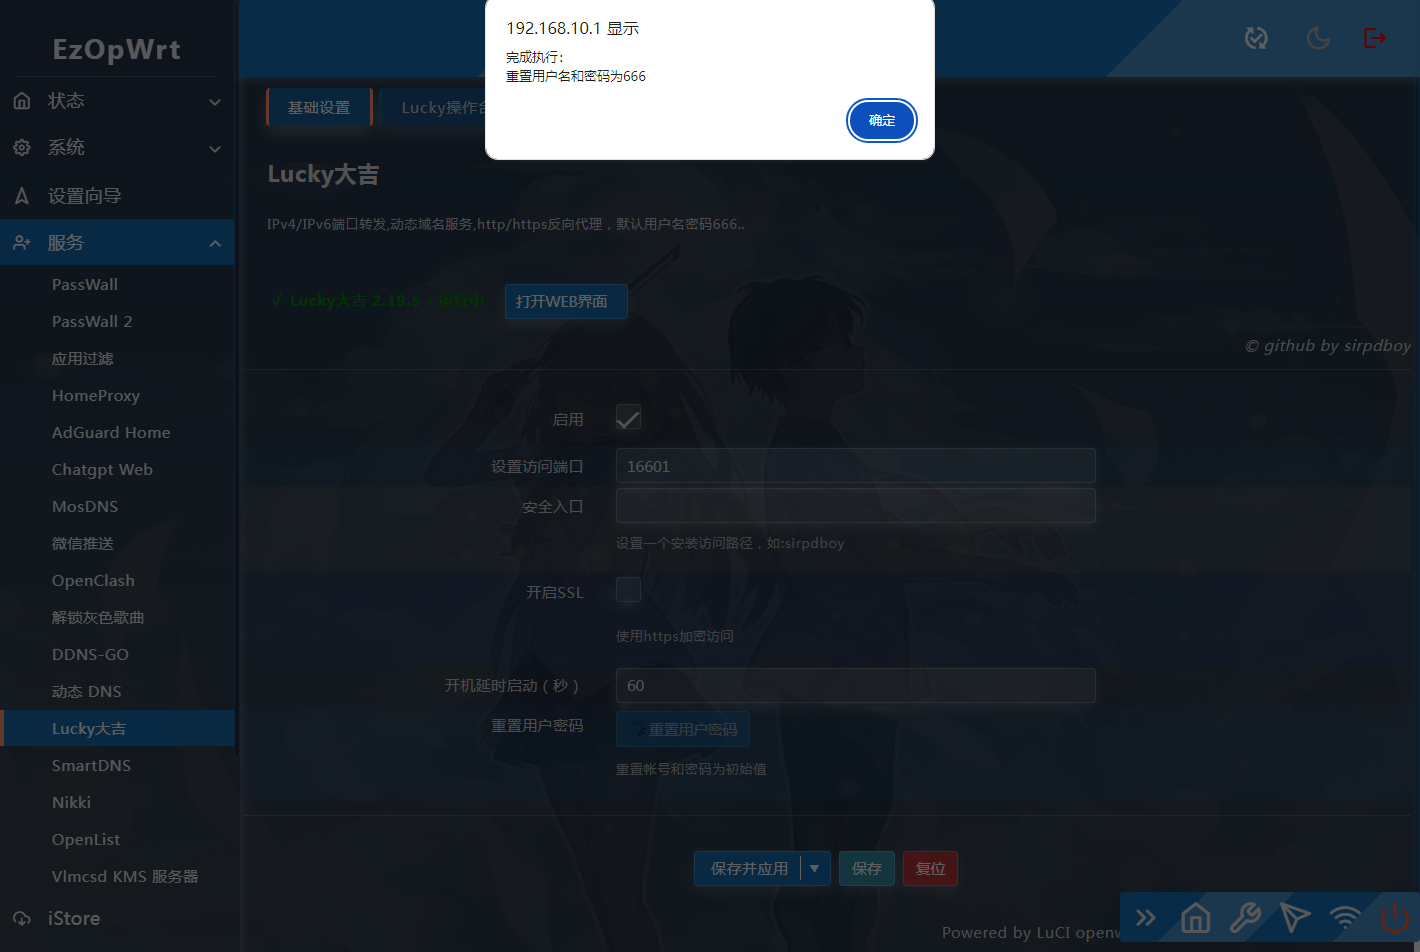 EzOpWrt
状态
系统
设置向导
服务
PassWall
PassWall 2
应用过滤
HomeProxy
AdGuard Home
Chatgpt Web
MosDNS
微信推送
OpenClash
解锁灰色歌曲
DDNS-GO
动态 DNS
Lucky大吉
SmartDNS
Nikki
OpenList
Vlmcsd KMS 服务器
iStore
192.168.10.1 显示
完成执行:
重置用户名和密码为666
确定
基础设置
Lucky操作台
Lucky大吉
IPv4/IPv6端口转发,动态域名服务,http/https反向代理，默认用户名密码666..
✓ Lucky大吉 2.19.5 - 运行中
打开WEB界面
© github by sirpdboy
启用
设置访问端口
16601
安全入口
设置一个安装访问路径，如:sirpdboy
开启SSL
使用https加密访问
开机延时启动（秒）
60
重置用户密码
重置用户密码
重置帐号和密码为初始值
保存并应用
保存
复位
Powered by LuCI openw